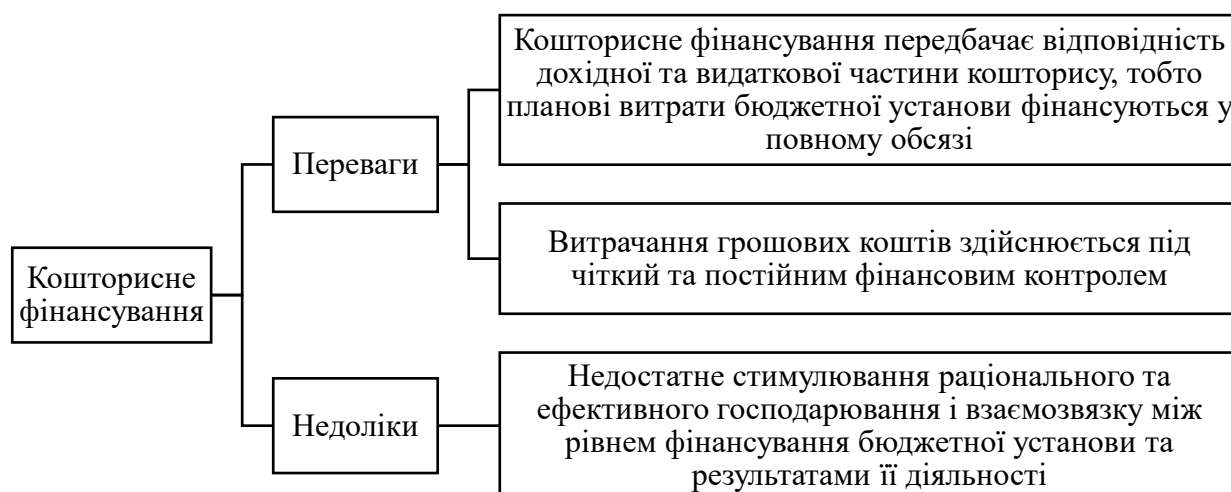 Кошторисне
фінансування
Переваги
Кошторисне фінансування передбачає відповідність
дохідної та видаткової частини кошторису, тобто
планові витрати бюджетної установи фінансуються у
повному обсязі
Витрачання грошових коштів здійснюється під
чіткий та постійним фінансовим контролем
Недоліки
Недостатнє стимулювання раціонального та
ефективного господарювання і взаємозвязку між
рівнем фінансування бюджетної установи та
результатами її діяльності